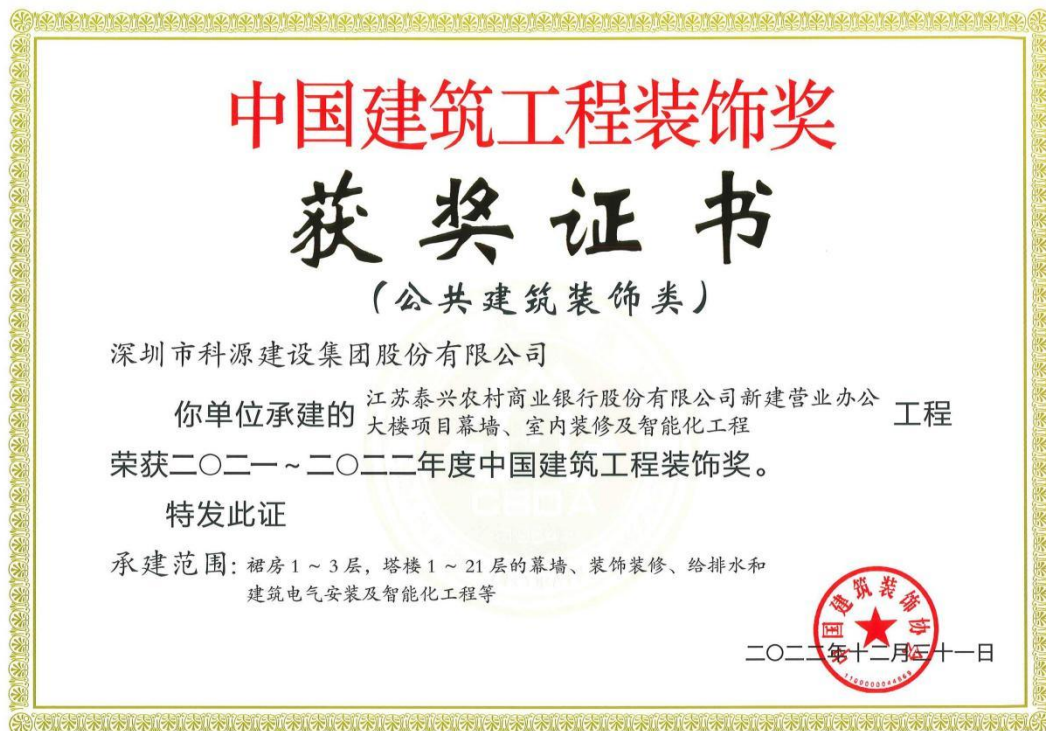 中国建筑工程装饰奖
获奖证书
(公共建筑装饰类)
深圳市科源建设集团股份有限公司
你单位承建的 江苏泰兴农村商业银行股份有限公司新建营业办公 工程
大楼项目幕墙、室内装修及智能化工程
荣获二〇二一~二〇二二年度中国建筑工程装饰奖。
特发此证
承建范围: 裙房 1 ~ 3 层, 塔楼 1 ~ 21 层的幕墙、装饰装修、给排水和
建筑电气安装及智能化工程等
中国建筑装饰协会
二〇二二年十二月三十一日